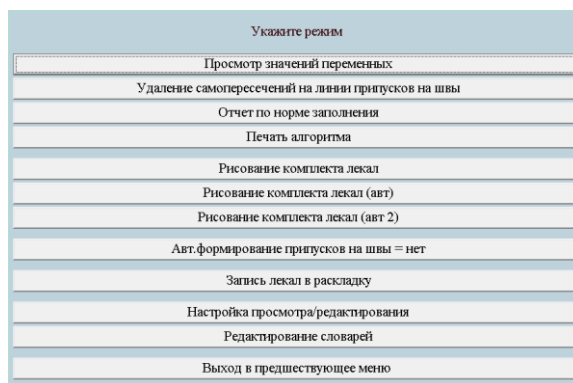 Укажите режим
Просмотр значений переменных
Удаление самопересечений на линии припусков на швы
Отчет по норме заполнения
Печать алгоритма
Рисование комплекта лекал
Рисование комплекта лекал (авт)
Рисование комплекта лекал (авт 2)
Авт.формирование припусков на швы = нет
Запись лекал в раскладку
Настройка просмотра/редактирования
Редактирование словарей
Выход в предшествующее меню